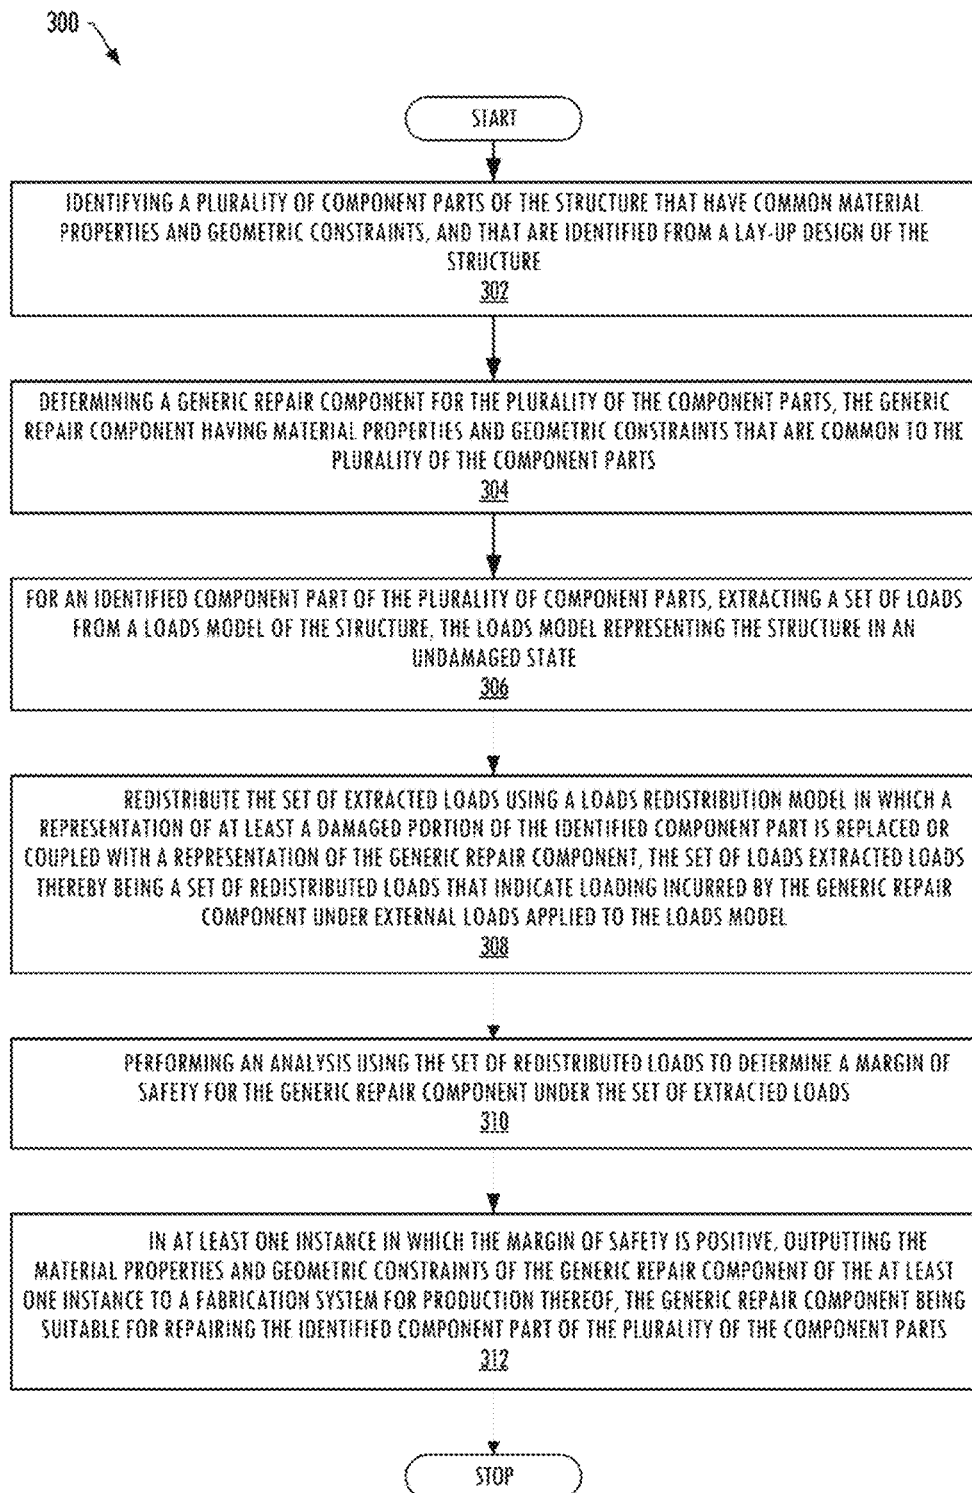 300
START
IDENTIFYING A PLURALITY OF COMPONENT PARTS OF THE STRUCTURE THAT HAVE COMMON MATERIAL
PROPERTIES AND GEOMETRIC CONSTRAINTS, AND THAT ARE IDENTIFIED FROM A LAY-UP DESIGN OF THE
STRUCTURE
302
DETERMINING A GENERIC REPAIR COMPONENT FOR THE PLURALITY OF THE COMPONENT PARTS, THE GENERIC
REPAIR COMPONENT HAVING MATERIAL PROPERTIES AND GEOMETRIC CONSTRAINTS THAT ARE COMMON TO THE
PLURALITY OF THE COMPONENT PARTS
304
FOR AN IDENTIFIED COMPONENT PART OF THE PLURALITY OF COMPONENT PARTS, EXTRACTING A SET OF LOADS
FROM A LOADS MODEL OF THE STRUCTURE, THE LOADS MODEL REPRESENTING THE STRUCTURE IN AN
UNDAMAGED STATE
306
REDISTRIBUTE THE SET OF EXTRACTED LOADS USING A LOADS REDISTRIBUTION MODEL IN WHICH A
REPRESENTATION OF AT LEAST A DAMAGED PORTION OF THE IDENTIFIED COMPONENT PART IS REPLACED OR
COUPLED WITH A REPRESENTATION OF THE GENERIC REPAIR COMPONENT, THE SET OF LOADS EXTRACTED LOADS
THEREBY BEING A SET OF REDISTRIBUTED LOADS THAT INDICATE LOADING INCURRED BY THE GENERIC REPAIR
COMPONENT UNDER EXTERNAL LOADS APPLIED TO THE LOADS MODEL
308
PERFORMING AN ANALYSIS USING THE SET OF REDISTRIBUTED LOADS TO DETERMINE A MARGIN OF
SAFETY FOR THE GENERIC REPAIR COMPONENT UNDER THE SET OF EXTRACTED LOADS
310
IN AT LEAST ONE INSTANCE IN WHICH THE MARGIN OF SAFETY IS POSITIVE, OUTPUTTING THE
MATERIAL PROPERTIES AND GEOMETRIC CONSTRAINTS OF THE GENERIC REPAIR COMPONENT OF THE AT LEAST
ONE INSTANCE TO A FABRICATION SYSTEM FOR PRODUCTION THEREOF, THE GENERIC REPAIR COMPONENT BEING
SUITABLE FOR REPAIRING THE IDENTIFIED COMPONENT PART OF THE PLURALITY OF THE COMPONENT PARTS
312
STOP